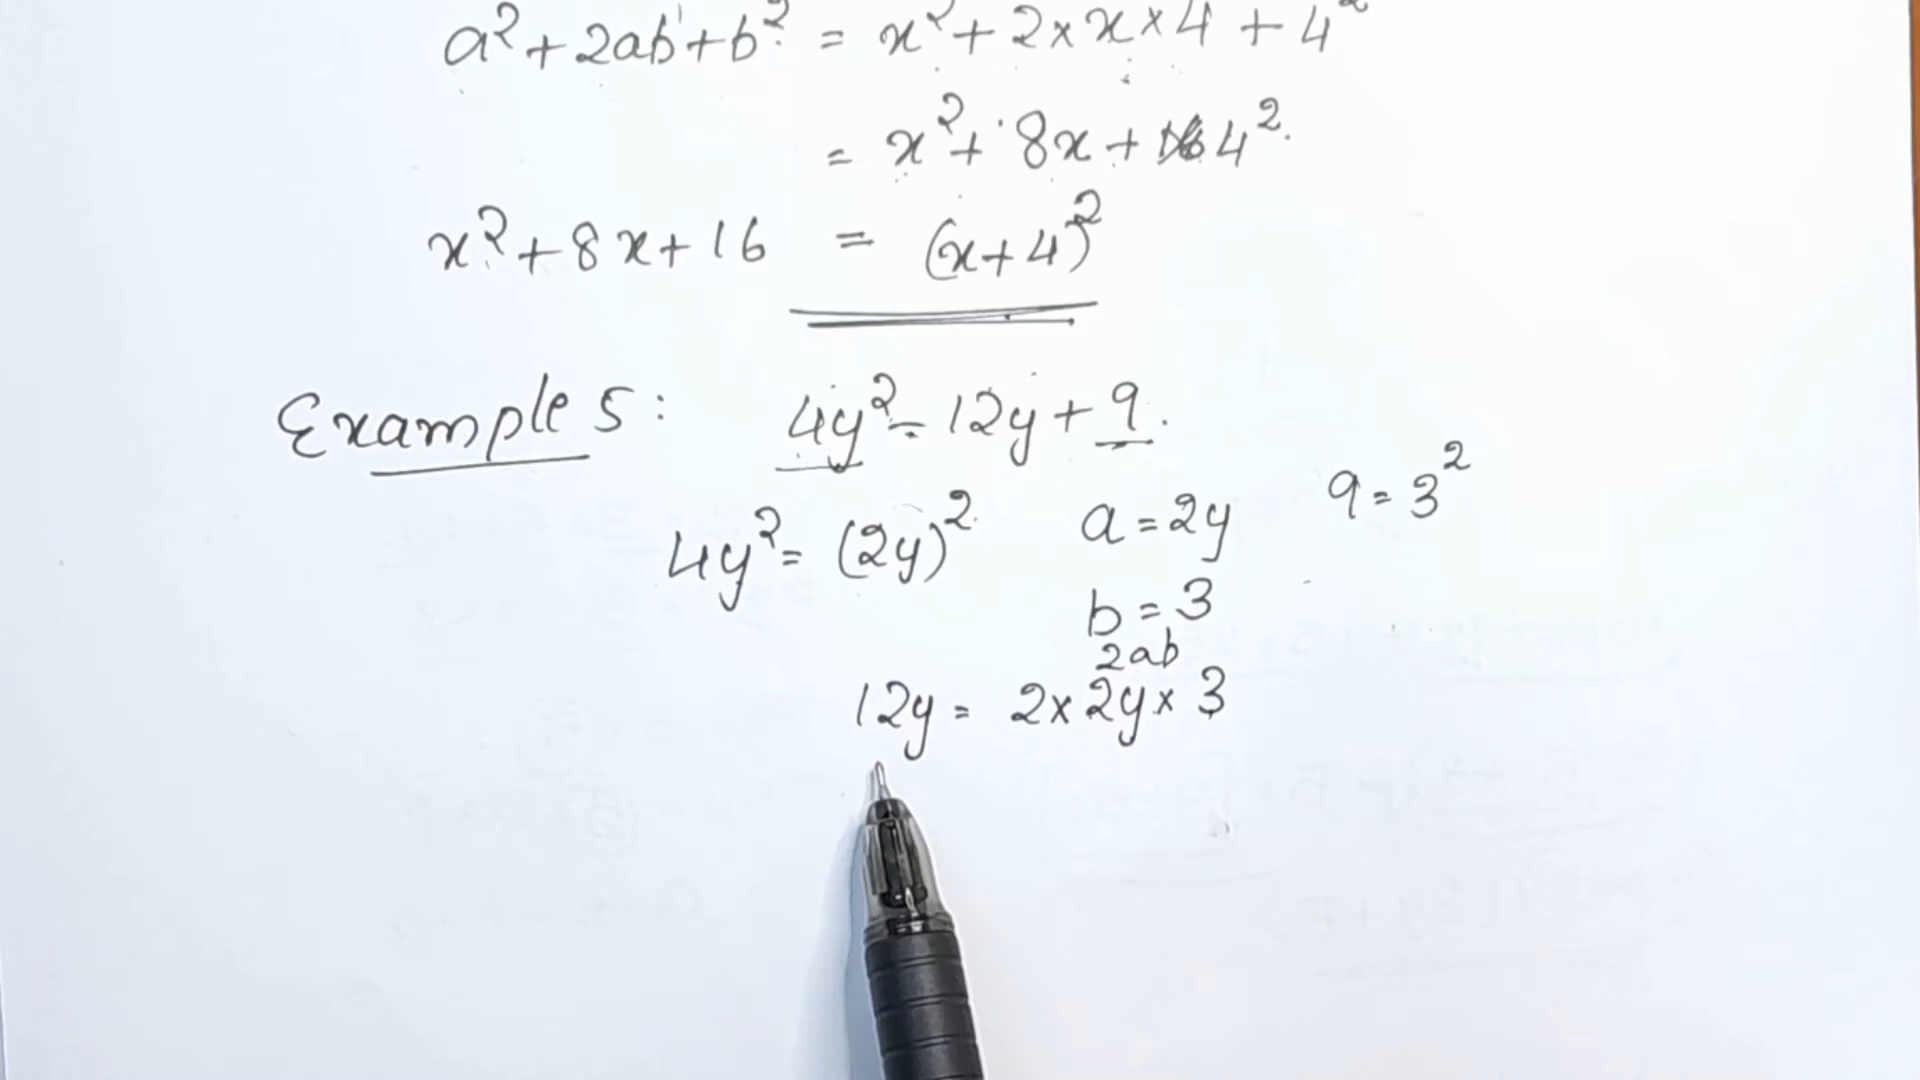 a² + 2ab + b² = x² + 2 × x × 4 + 4²
= x² + 8x + 4²
x² + 8x + 16 = (x + 4)²
Example 5: 4y² - 12y + 9.
4y² = (2y)² a = 2y 9 = 3²
b = 3
2ab
12y = 2 × 2y × 3